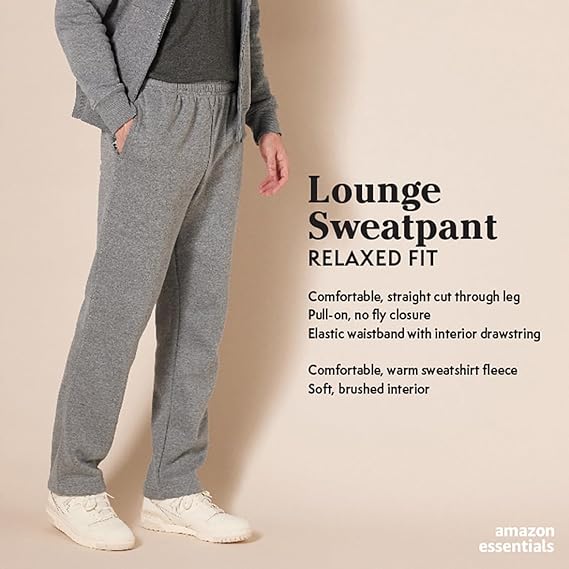 Lounge
Sweatpant
RELAXED FIT
Comfortable, straight cut through leg
Pull-on, no fly closure
Elastic waistband with interior drawstring
Comfortable, warm sweatshirt fleece
Soft, brushed interior
amazon
essentials